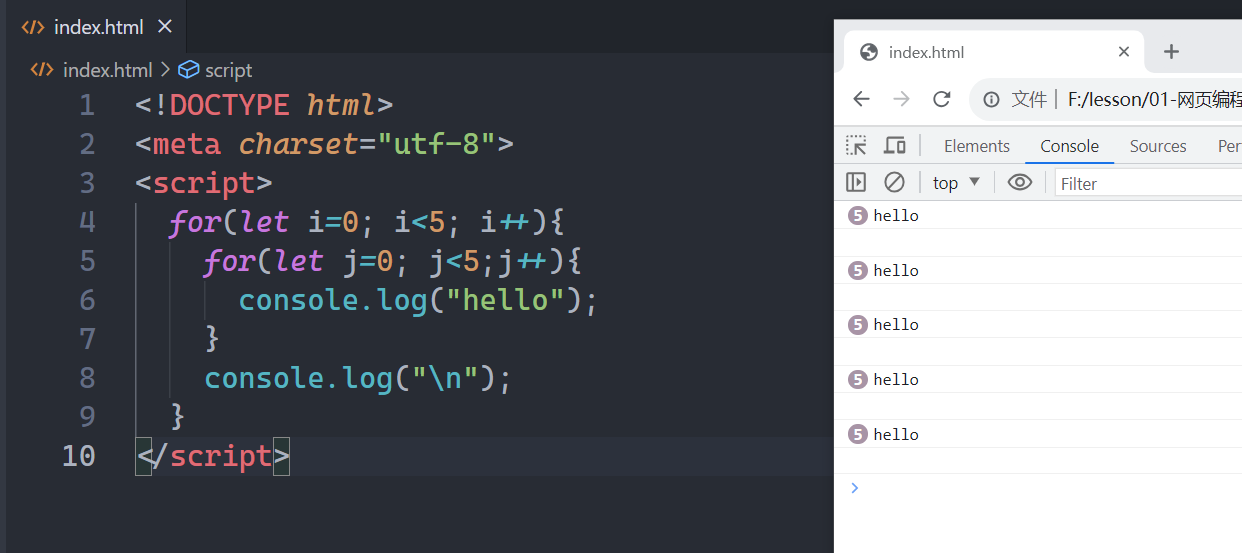 index.html
index.html script
1 <!DOCTYPE html>
2 <meta charset="utf-8">
3 <script>
4 for(let i=0; i<5; i++){
5 for(let j=0; j<5;j++){
6 console.log("hello");
7 }
8 console.log("\n");
9 }
10 </script>
index.html
文件 F:/lesson/01-网页编程
Elements Console Sources Per
top Filter
5 hello
5 hello
5 hello
5 hello
5 hello